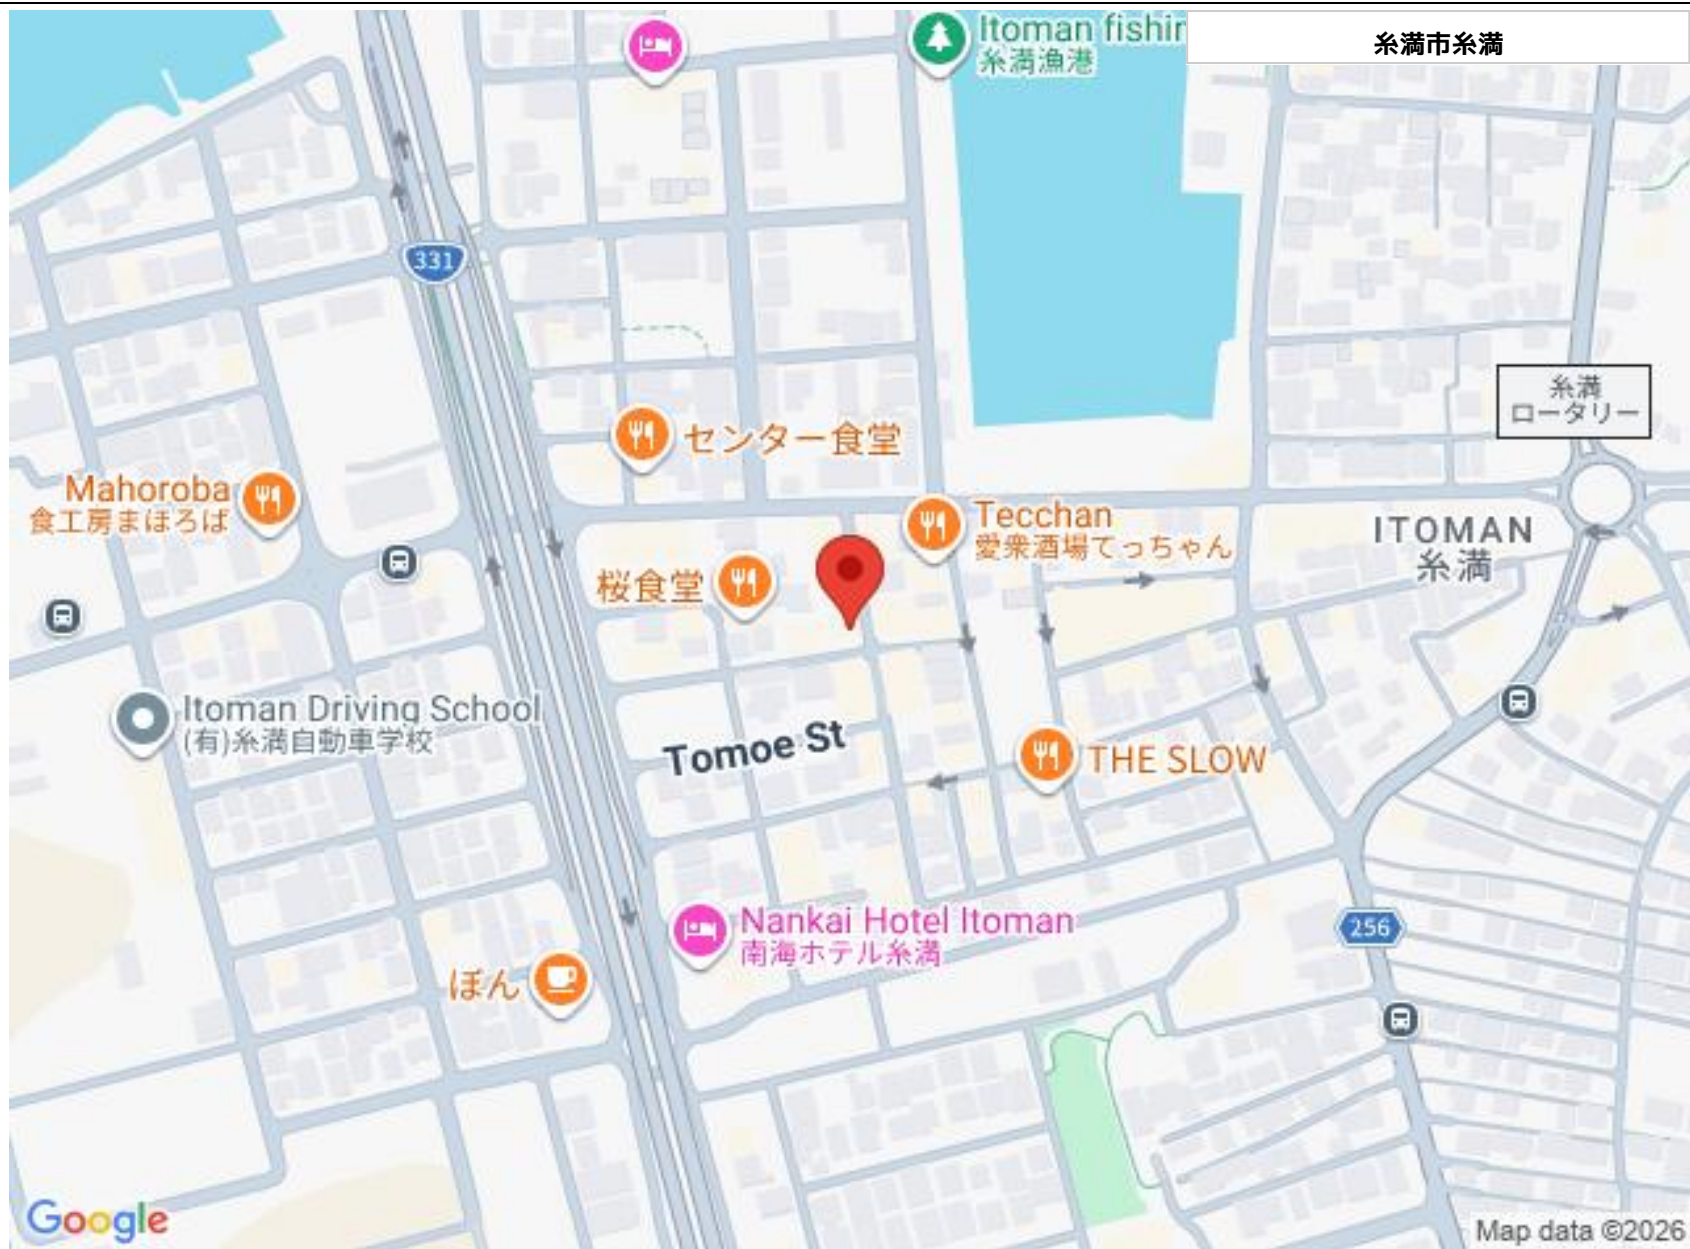 Itoman fishin
糸満漁港
糸満市糸満
331
糸満
ロータリー
センター食堂
Mahoroba
食工房まほろば
Tecchan
愛衆酒場てっちゃん
ITOMAN
糸満
桜食堂
Itoman Driving School
(有)糸満自動車学校
Tomoe St
THE SLOW
Nankai Hotel Itoman
南海ホテル糸満
256
ぽん
Google
Map data ©2026